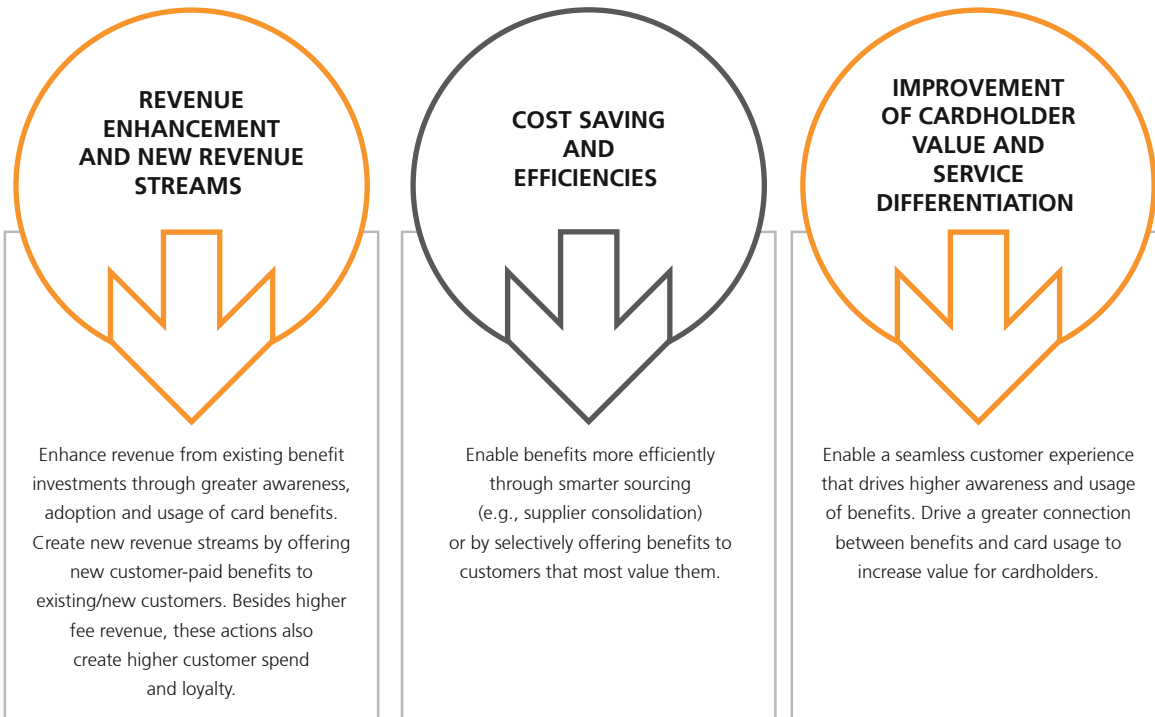 REVENUE
ENHANCEMENT
AND NEW REVENUE
STREAMS
Enhance revenue from existing benefit
investments through greater awareness,
adoption and usage of card benefits.
Create new revenue streams by offering
new customer-paid benefits to
existing/new customers. Besides higher
fee revenue, these actions also
create higher customer spend
and loyalty.
COST SAVING
AND
EFFICIENCIES
Enable benefits more efficiently
through smarter sourcing
(e.g., supplier consolidation)
or by selectively offering benefits to
customers that most value them.
IMPROVEMENT
OF CARDHOLDER
VALUE AND
SERVICE
DIFFERENTIATION
Enable a seamless customer experience
that drives higher awareness and usage
of benefits. Drive a greater connection
between benefits and card usage to
increase value for cardholders.